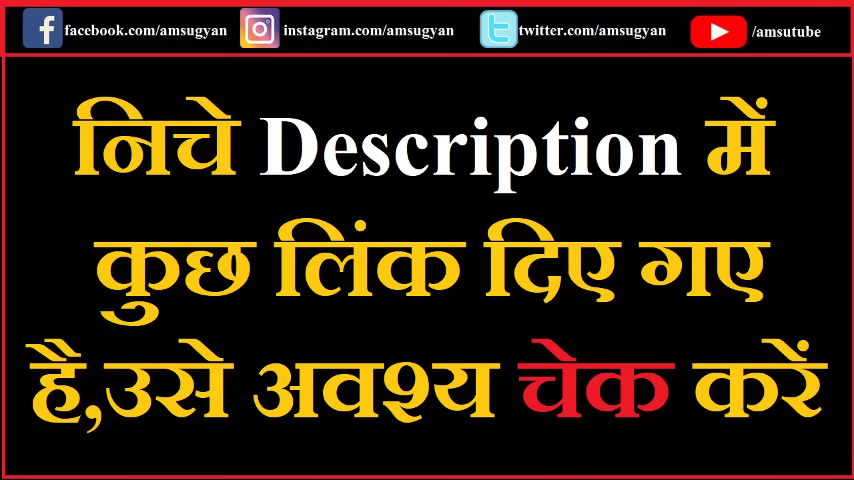 facebook.com/amsugyan instagram.com/amsugyan twitter.com/amsugyan /amsutube
निचे Description में
कुछ लिंक दिए गए
है,उसे अवश्य चेक करें